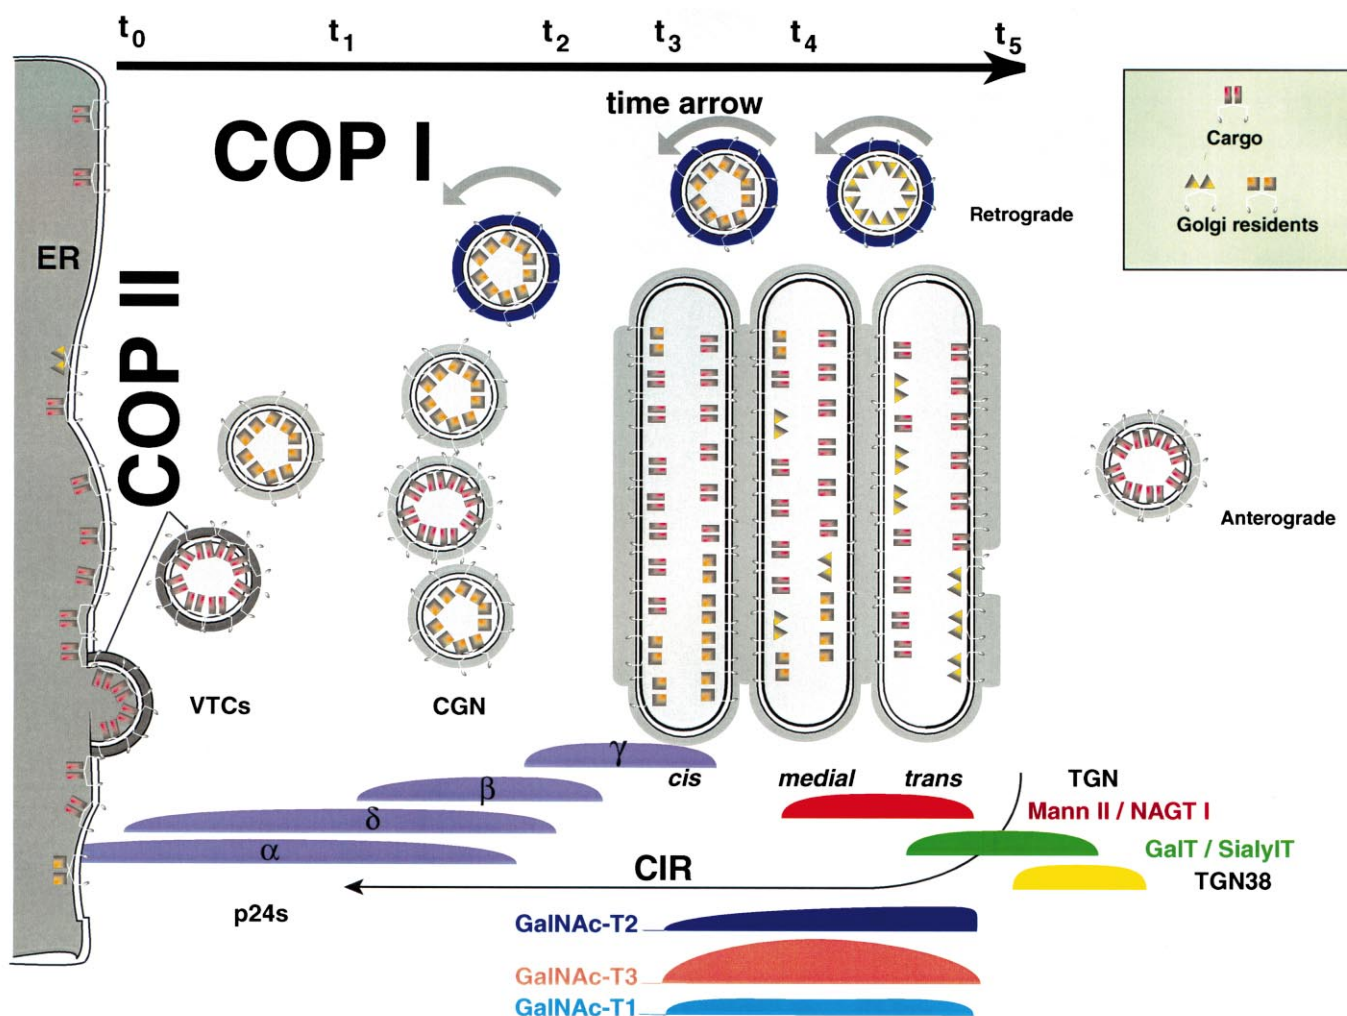 t0 t1 t2 t3 t4 t5
time arrow
COP I
Cargo
Golgi residents
Retrograde
ER
COP II
Anterograde
VTCs
CGN
γ
cis medial trans TGN
β
Mann II / NAGT I
δ
GalT / SialylT
α
CIR
TGN38
p24s
GalNAc-T2
GalNAc-T3
GalNAc-T1